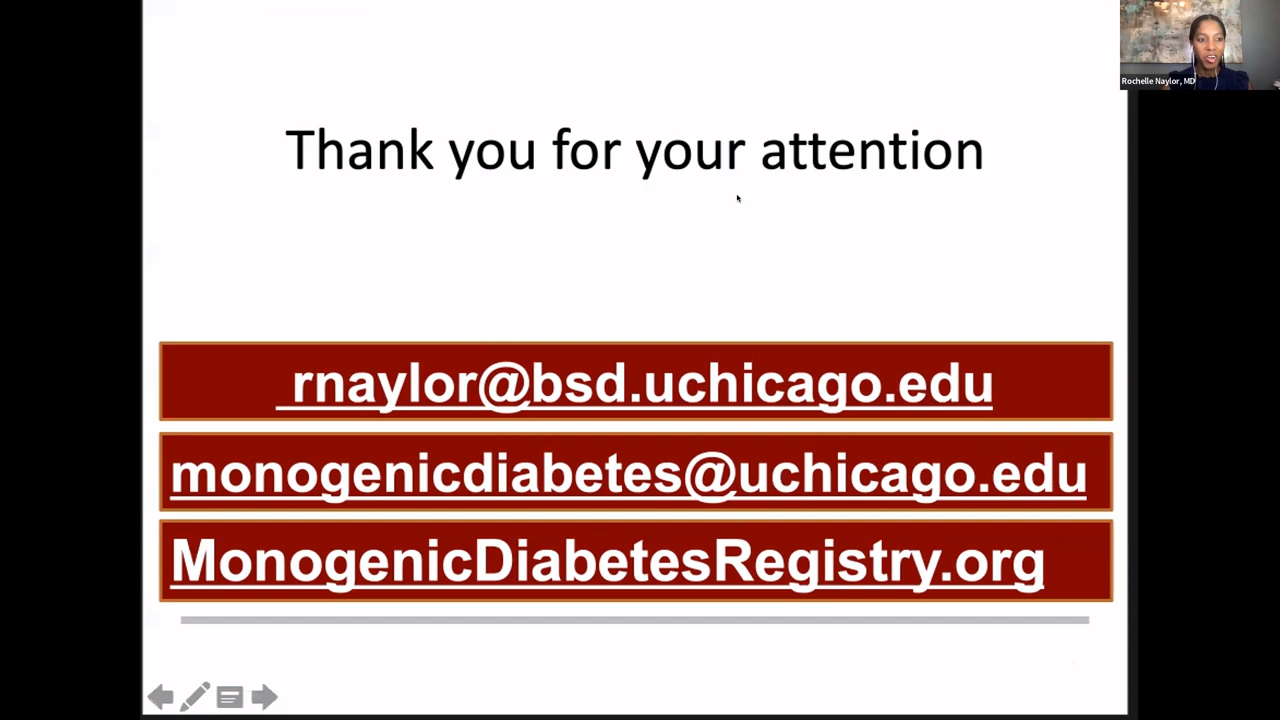 Rochelle Naylor, MD
Thank you for your attention
rnaylor@bsd.uchicago.edu
monogenicdiabetes@uchicago.edu
MonogenicDiabetesRegistry.org